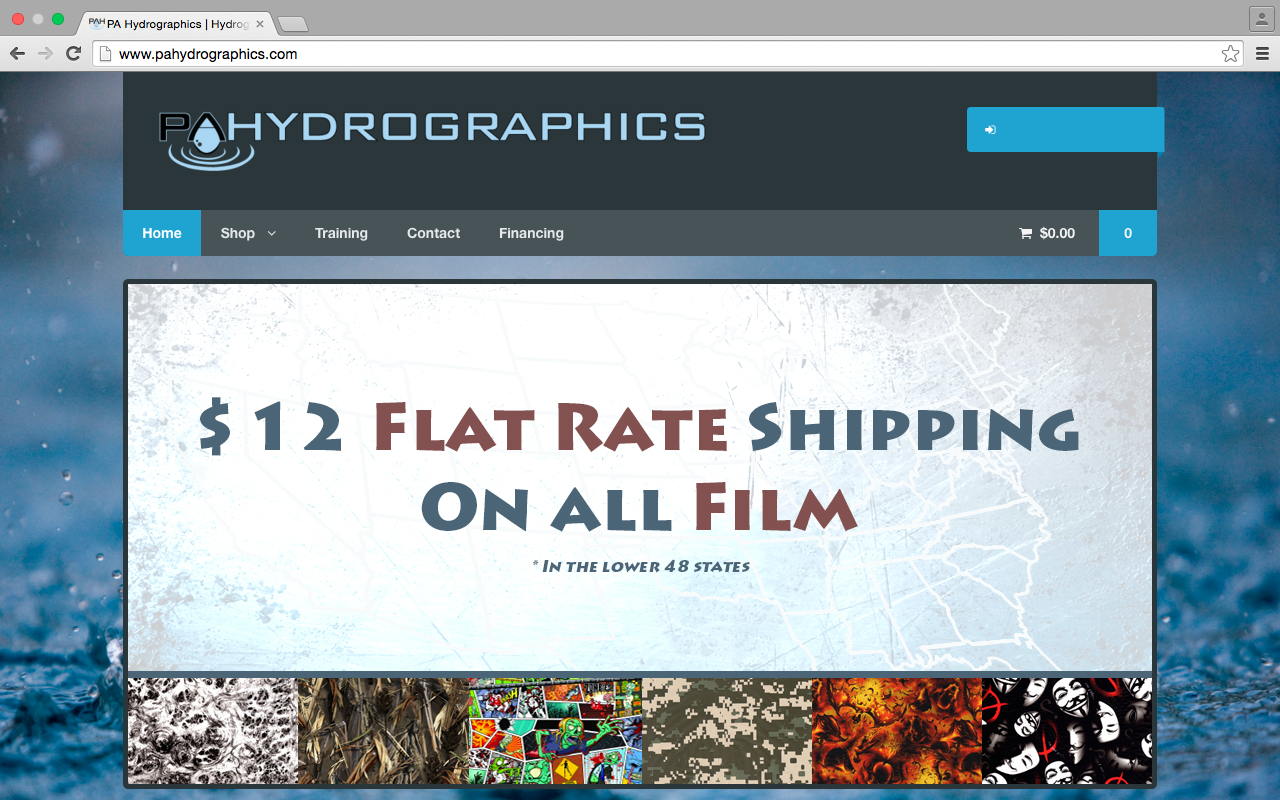 PA Hydrographics | Hydrog
www.pahydrographics.com
PAHYDROGRAPHICS
Home Shop Training Contact Financing $0.00 0
$12 FLAT RATE SHIPPING
ON ALL FILM
* IN THE LOWER 48 STATES